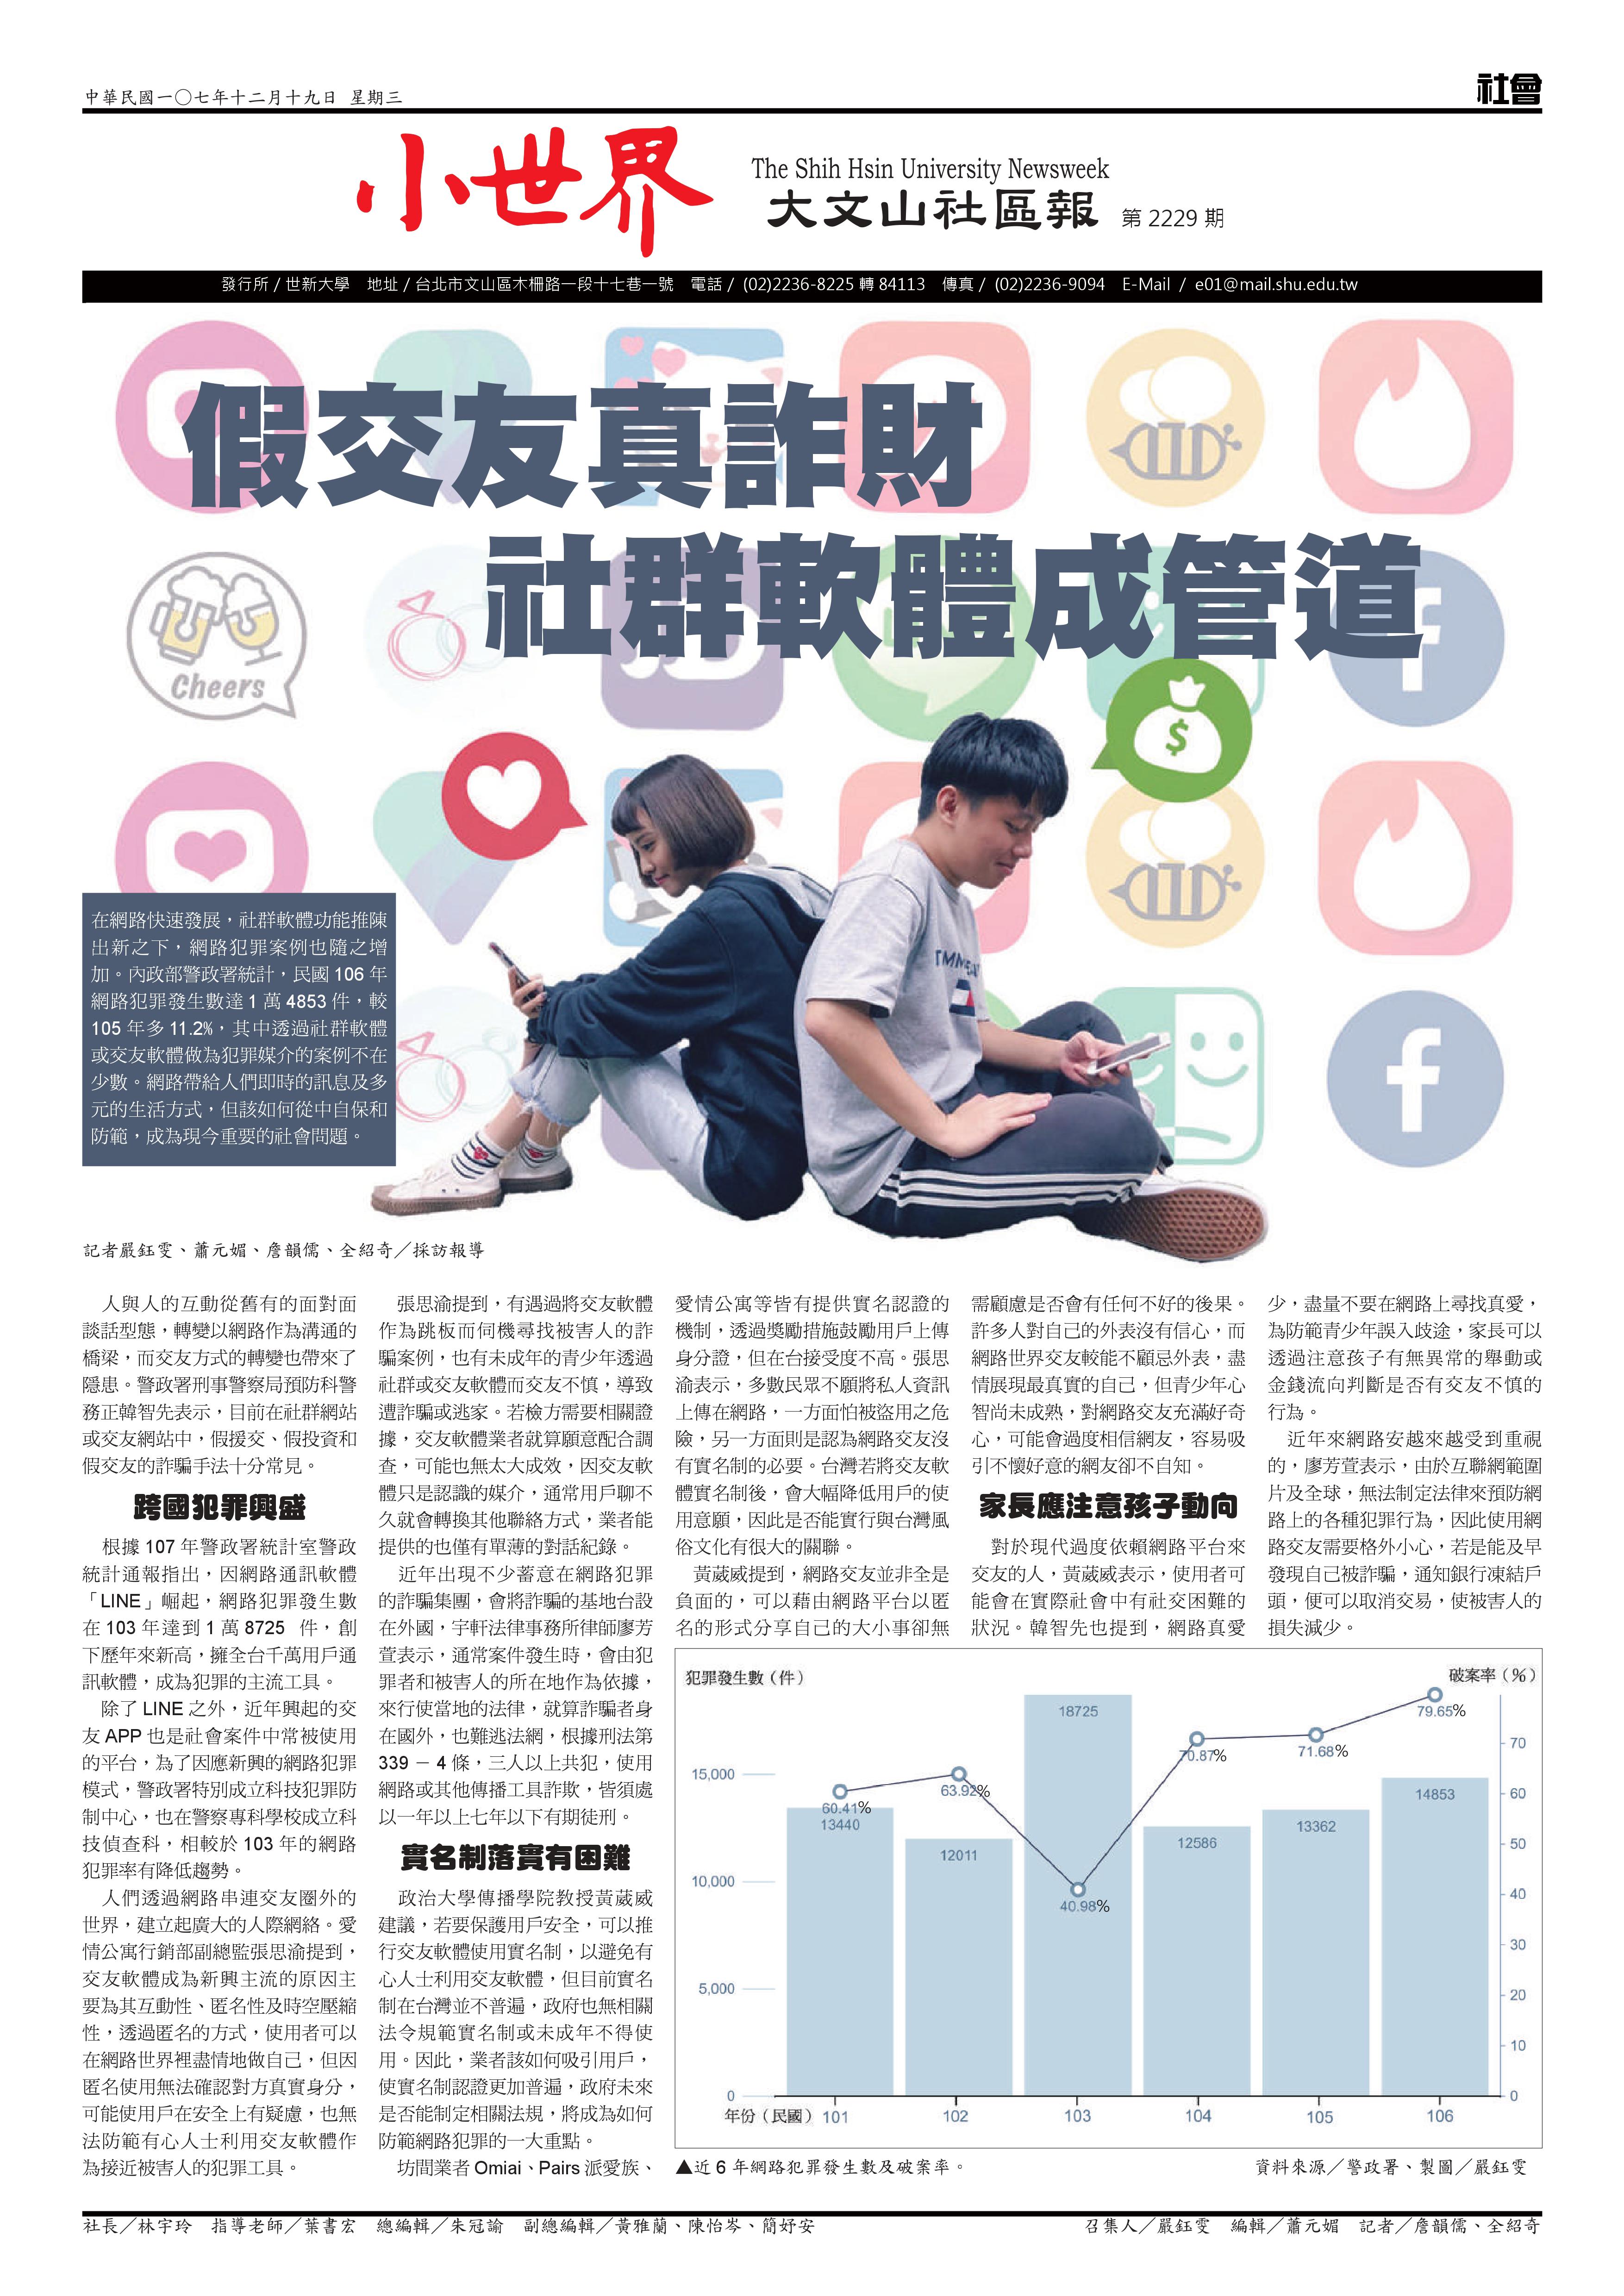 中華民國一〇七年十二月十九日 星期三
社會
小世界
The Shih Hsin University Newsweek
大文山社區報 第 2229 期
發行所 / 世新大學 地址 / 台北市文山區木柵路一段十七巷一號 電話 / (02)2236-8225 轉 84113 傳真 / (02)2236-9094 E-Mail / e01@mail.shu.edu.tw
假交友真詐財
社群軟體成管道
Cheers
在網路快速發展，社群軟體功能推陳
出新之下，網路犯罪案例也隨之增
加。內政部警政署統計，民國 106 年
網路犯罪發生數達 1 萬 4853 件，較
105 年多 11.2%，其中透過社群軟體
或交友軟體做為犯罪媒介的案例不在
少數。網路帶給人們即時的訊息及多
元的生活方式，但該如何從中自保和
防範，成為現今重要的社會問題。
記者嚴鈺雯、蕭元媚、詹韻儒、全紹奇／採訪報導
人與人的互動從舊有的面對面
談話型態，轉變以網路作為溝通的
橋梁，而交友方式的轉變也帶來了
隱患。警政署刑事警察局預防科警
務正韓智先表示，目前在社群網站
或交友網站中，假援交、假投資和
假交友的詐騙手法十分常見。
跨國犯罪興盛
根據 107 年警政署統計室警政
統計通報指出，因網路通訊軟體
「LINE」崛起，網路犯罪發生數
在 103 年達到 1 萬 8725 件，創
下歷年來新高，擁全台千萬用戶通
訊軟體，成為犯罪的主流工具。
除了 LINE 之外，近年興起的交
友 APP 也是社會案件中常被使用
的平台，為了因應新興的網路犯罪
模式，警政署特別成立科技犯罪防
制中心，也在警察專科學校成立科
技偵查科，相較於 103 年的網路
犯罪率有降低趨勢。
人們透過網路串連交友圈外的
世界，建立起廣大的人際網絡。愛
情公寓行銷部副總監張思渝提到，
交友軟體成為新興主流的原因主
要為其互動性、匿名性及時空壓縮
性，透過匿名的方式，使用者可以
在網路世界裡盡情地做自己，但因
匿名使用無法確認對方真實身分，
可能使用戶在安全上有疑慮，也無
法防範有心人士利用交友軟體作
為接近被害人的犯罪工具。
張思渝提到，有遇過將交友軟體
作為跳板而伺機尋找被害人的詐
騙案例，也有未成年的青少年透過
社群或交友軟體而交友不慎，導致
遭詐騙或逃家。若檢方需要相關證
據，交友軟體業者就算願意配合調
查，可能也無太大成效，因交友軟
體只是認識的媒介，通常用戶聊不
久就會轉換其他聯絡方式，業者能
提供的也僅有單薄的對話紀錄。
近年出現不少蓄意在網路犯罪
的詐騙集團，會將詐騙的基地台設
在外國，宇軒法律事務所律師廖芳
萱表示，通常案件發生時，會由犯
罪者和被害人的所在地作為依據，
來行使當地的法律，就算詐騙者身
在國外，也難逃法網，根據刑法第
339 － 4 條，三人以上共犯，使用
網路或其他傳播工具詐欺，皆須處
以一年以上七年以下有期徒刑。
實名制落實有困難
政治大學傳播學院教授黃葳威
建議，若要保護用戶安全，可以推
行交友軟體使用實名制，以避免有
心人士利用交友軟體，但目前實名
制在台灣並不普遍，政府也無相關
法令規範實名制或未成年不得使
用。因此，業者該如何吸引用戶，
使實名制認證更加普遍，政府未來
是否能制定相關法規，將成為如何
防範網路犯罪的一大重點。
坊間業者 Omiai、Pairs 派愛族、
愛情公寓等皆有提供實名認證的
機制，透過獎勵措施鼓勵用戶上傳
身分證，但在台接受度不高。張思
渝表示，多數民眾不願將私人資訊
上傳在網路，一方面怕被盜用之危
險，另一方面則是認為網路交友沒
有實名制的必要。台灣若將交友軟
體實名制後，會大幅降低用戶的使
用意願，因此是否能實行與台灣風
俗文化有很大的關聯。
黃葳威提到，網路交友並非全是
負面的，可以藉由網路平台以匿
名的形式分享自己的大小事卻無
需顧慮是否會有任何不好的後果。
許多人對自己的外表沒有信心，而
網路世界交友較能不顧忌外表，盡
情展現最真實的自己，但青少年心
智尚未成熟，對網路交友充滿好奇
心，可能會過度相信網友，容易吸
引不懷好意的網友卻不自知。
家長應注意孩子動向
對於現代過度依賴網路平台來
交友的人，黃葳威表示，使用者可
能會在實際社會中有社交困難的
狀況。韓智先也提到，網路真愛
少，盡量不要在網路上尋找真愛，
為防範青少年誤入歧途，家長可以
透過注意孩子有無異常的舉動或
金錢流向判斷是否有交友不慎的
行為。
近年來網路安越來越受到重視
的，廖芳萱表示，由於互聯網範圍
片及全球，無法制定法律來預防網
路上的各種犯罪行為，因此使用網
路交友需要格外小心，若是能及早
發現自己被詐騙，通知銀行凍結戶
頭，便可以取消交易，使被害人的
損失減少。
犯罪發生數（件） 破案率（％）
18725 79.65%
70.87% 71.68% 70
15,000 63.92% 60
60.41% 14853
13440 13362 50
12011 12586
10,000 40
40.98%
30
5,000 20
10
0 0
年份（民國） 101 102 103 104 105 106
▲近 6 年網路犯罪發生數及破案率。 資料來源／警政署、製圖／嚴鈺雯
社長／林宇玲 指導老師／葉書宏 總編輯／朱冠諭 副總編輯／黃雅蘭、陳怡岑、簡妤安
召集人／嚴鈺雯 編輯／蕭元媚 記者／詹韻儒、全紹奇